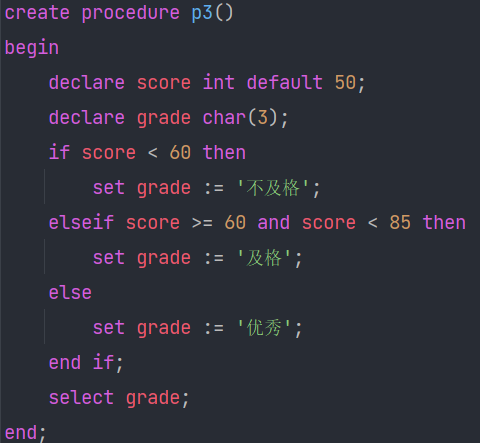 create procedure p3()
begin
    declare score int default 50;
    declare grade char(3);
    if score < 60 then
        set grade := '不及格';
    elseif score >= 60 and score < 85 then
        set grade := '及格';
    else
        set grade := '优秀';
    end if;
    select grade;
end;